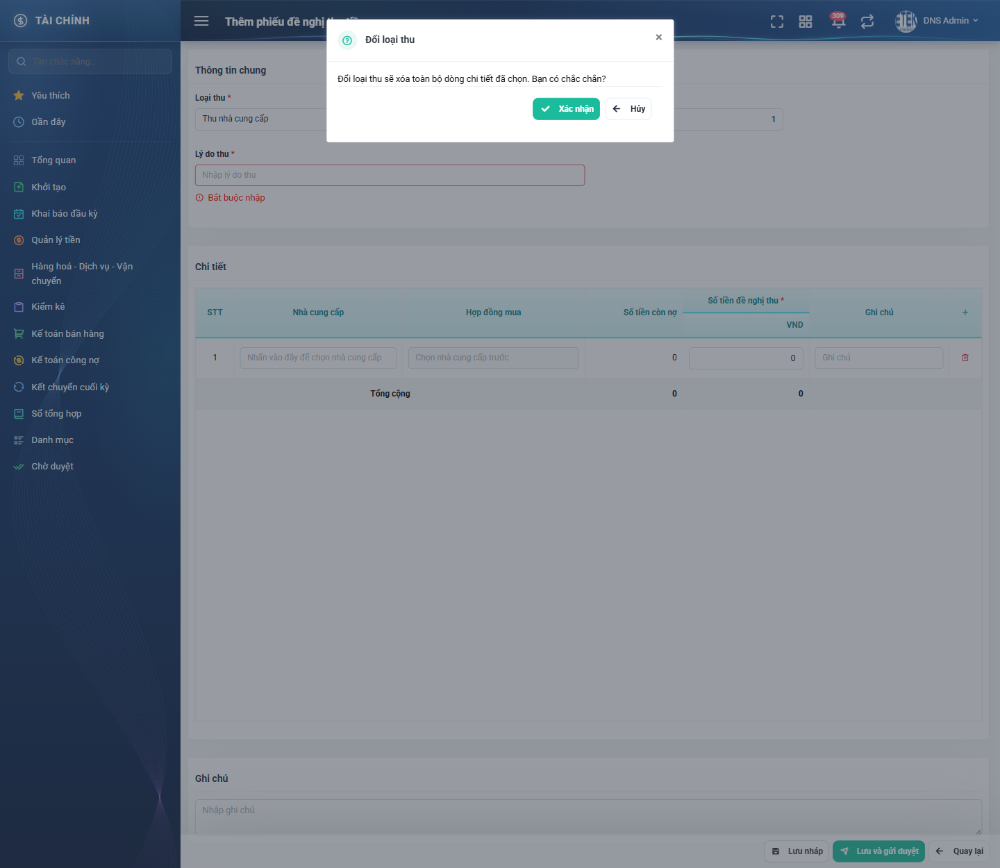 TÀI CHÍNH
Tìm chức năng...
Yêu thích
Gần đây
Tổng quan
Khởi tạo
Khai báo đầu kỳ
Quản lý tiền
Hàng hoá - Dịch vụ - Vận
chuyển
Kiểm kê
Kế toán bán hàng
Kế toán công nợ
Kết chuyển cuối kỳ
Sổ tổng hợp
Danh mục
Chờ duyệt
Thêm phiếu đề nghị
309
DNS Admin
Đổi loại thu
×
Đổi loại thu sẽ xóa toàn bộ dòng chi tiết đã chọn. Bạn có chắc chắn?
Xác nhận
Hủy
Thông tin chung
Loại thu *
Thu nhà cung cấp
1
Lý do thu *
Nhập lý do thu
Bắt buộc nhập
Chi tiết
STT Nhà cung cấp Hợp đồng mua Số tiền còn nợ Số tiền đề nghị thu * Ghi chú +
VND
1 Nhấn vào đây để chọn nhà cung cấp Chọn nhà cung cấp trước 0 0 Ghi chú
Tổng cộng 0 0
Ghi chú
Nhập ghi chú
Lưu nháp
Lưu và gửi duyệt
Quay lại